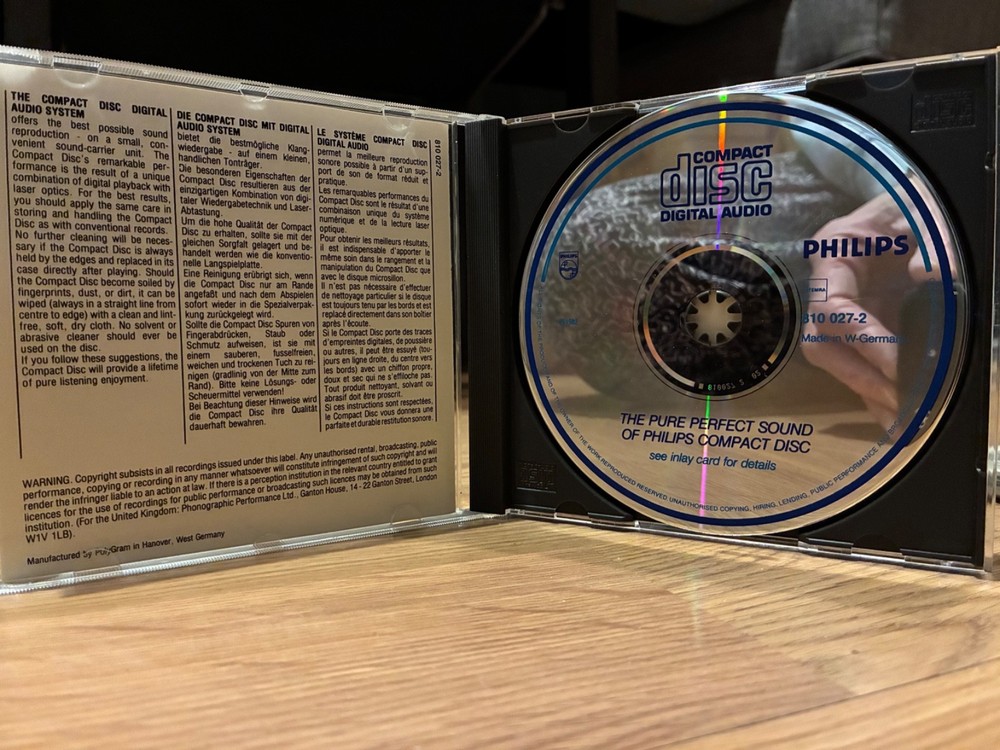 THE COMPACT DISC DIGITAL
AUDIO SYSTEM
offers the best possible sound
reproduction - on a small, con-
venient sound-carrier unit. The
Compact Disc's remarkable per-
formance is the result of a unique
combination of digital playback with
laser optics. For the best results,
you should apply the same care in
storing and handling the Compact
Disc as with conventional records.
No further cleaning will be neces-
sary if the Compact Disc is always
held by the edges and replaced in its
case directly after playing. Should
the Compact Disc become soiled by
fingerprints, dust, or dirt, it can be
wiped (always in a straight line from
centre to edge) with a clean and lint-
free, soft, dry cloth. No solvent or
abrasive cleaner should ever be
used on the disc.
If you follow these suggestions, the
Compact Disc will provide a lifetime
of pure listening enjoyment.
DIE COMPACT DISC MIT DIGITAL
AUDIO SYSTEM
bietet die bestmögliche Klang-
wiedergabe - auf einem kleinen,
handlichen Tonträger.
Die besonderen Eigenschaften der
Compact Disc resultieren aus der
einzigartigen Kombination von digi-
taler Wiedergabetechnik und Laser-
Abtastung.
Um die hohe Qualität der Compact
Disc zu erhalten, sollte sie mit der
gleichen Sorgfalt gelagert und be-
handelt werden wie die konventio-
nelle Langspielplatte.
Eine Reinigung erübrigt sich, wenn
die Compact Disc nur am Rande
angefaßt und nach dem Abspielen
sofort wieder in die Spezialverpak-
kung zurückgelegt wird.
Sollte die Compact Disc Spuren von
Fingerabdrücken, Staub oder
Schmutz aufweisen, ist sie mit
einem sauberen, fusselfreien,
weichen und trockenen Tuch zu rei-
nigen (gradlinig von der Mitte zum
Rand). Bitte keine Lösungs- oder
Scheuermittel verwenden!
Bei Beachtung dieser Hinweise wird
die Compact Disc ihre Qualität
dauerhaft bewahren.
LE SYSTÈME COMPACT DISC
DIGITAL AUDIO
permet la meilleure reproduction
sonore possible à partir d'un sup-
port de son de format réduit et
pratique.
Les remarquables performances du
Compact Disc sont le résultat d'une
combinaison unique du système
numérique et de la lecture laser
optique.
Pour obtenir les meilleurs résultats,
il est indispensable d'apporter le
même soin dans le rangement et la
manipulation du Compact Disc que
avec le disque microsillon.
Il n'est pas nécessaire d'effectuer
de nettoyage particulier si le disque
est toujours tenu par les bords et est
replacé directement dans son boîtier
après l'écoute.
Si le Compact Disc porte des traces
d'empreintes digitales, de poussière
ou autres, il peut être essuyé (tou-
jours en ligne droite, du centre vers
les bords) avec un chiffon propre,
doux et sec qui ne s'effiloche pas.
Tout produit nettoyant, solvant ou
abrasif doit être proscrit.
Si ces instructions sont respectées,
le Compact Disc vous donnera une
parfaite et durable restitution sonore.
810 027-2
WARNING. Copyright subsists in all recordings issued under this label. Any unauthorised rental, broadcasting, public
performance, copying or recording in any manner whatsoever will constitute infringement of such copyright and will
render the infringer liable to an action at law. If there is a perception institution in the relevant country entitled to grant
licences for the use of recordings for public performance or broadcasting such licences may be obtained from such
institution. (For the United Kingdom: Phonographic Performance Ltd., Ganton House, 14 - 22 Ganton Street, London
W1V 1LB).
Manufactured by PolyGram in Hanover, West Germany
COMPACT
disc
DIGITAL AUDIO
PHILIPS
PHILIPS
STEMRA
810 027-2
Made in W-Germany
810027 2 02
THE PURE PERFECT SOUND
OF PHILIPS COMPACT DISC
see inlay card for details
OF THE WORK REPRODUCED RESERVED. UNAUTHORISED COPYING, HIRING, LENDING, PUBLIC PERFORMANCE AND